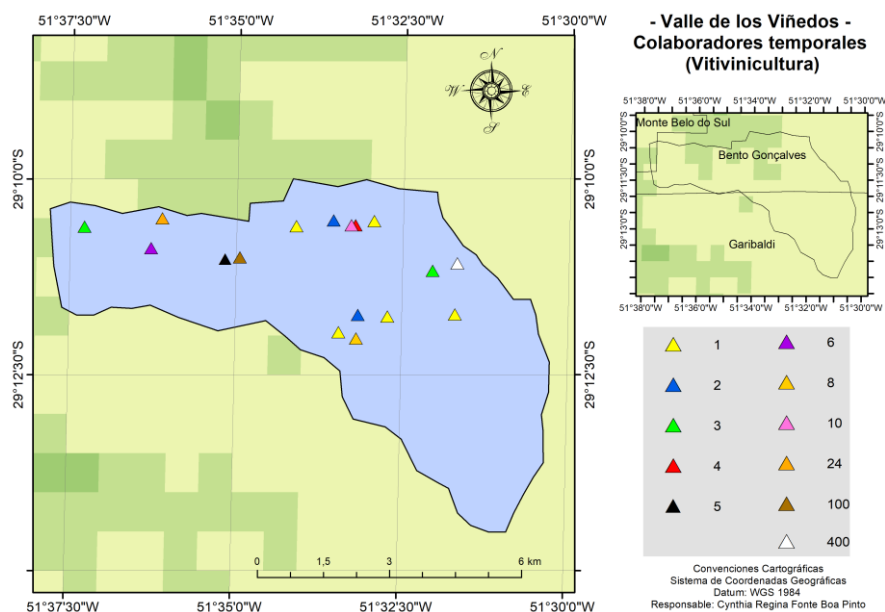 51°37'30"O 51°35'0"O 51°32'30"O 51°30'0"O
N
W E
S
29°10'0"S
29°10'0"S
29°12'30"S
29°12'30"S
0 1,5 3 6 km
51°37'30"O 51°35'0"O 51°32'30"O 51°30'0"O
- Valle de los Viñedos -
Colaboradores temporales
(Vitivinicultura)
51°38'0"O 51°36'0"O 51°34'0"O 51°32'0"O 51°30'0"O
Monte Belo do Sul
Bento Gonçalves
Garibaldi
29°10'0"S
29°11'30"S
29°13'0"S
29°10'0"S
29°11'30"S
29°13'0"S
51°38'0"O 51°36'0"O 51°34'0"O 51°32'0"O 51°30'0"O
1 6
2 8
3 10
4 24
5 100
400
Convenciones Cartográficas
Sistema de Coordenadas Geográficas
Datum: WGS 1984
Responsable: Cynthia Regina Fonte Boa Pinto